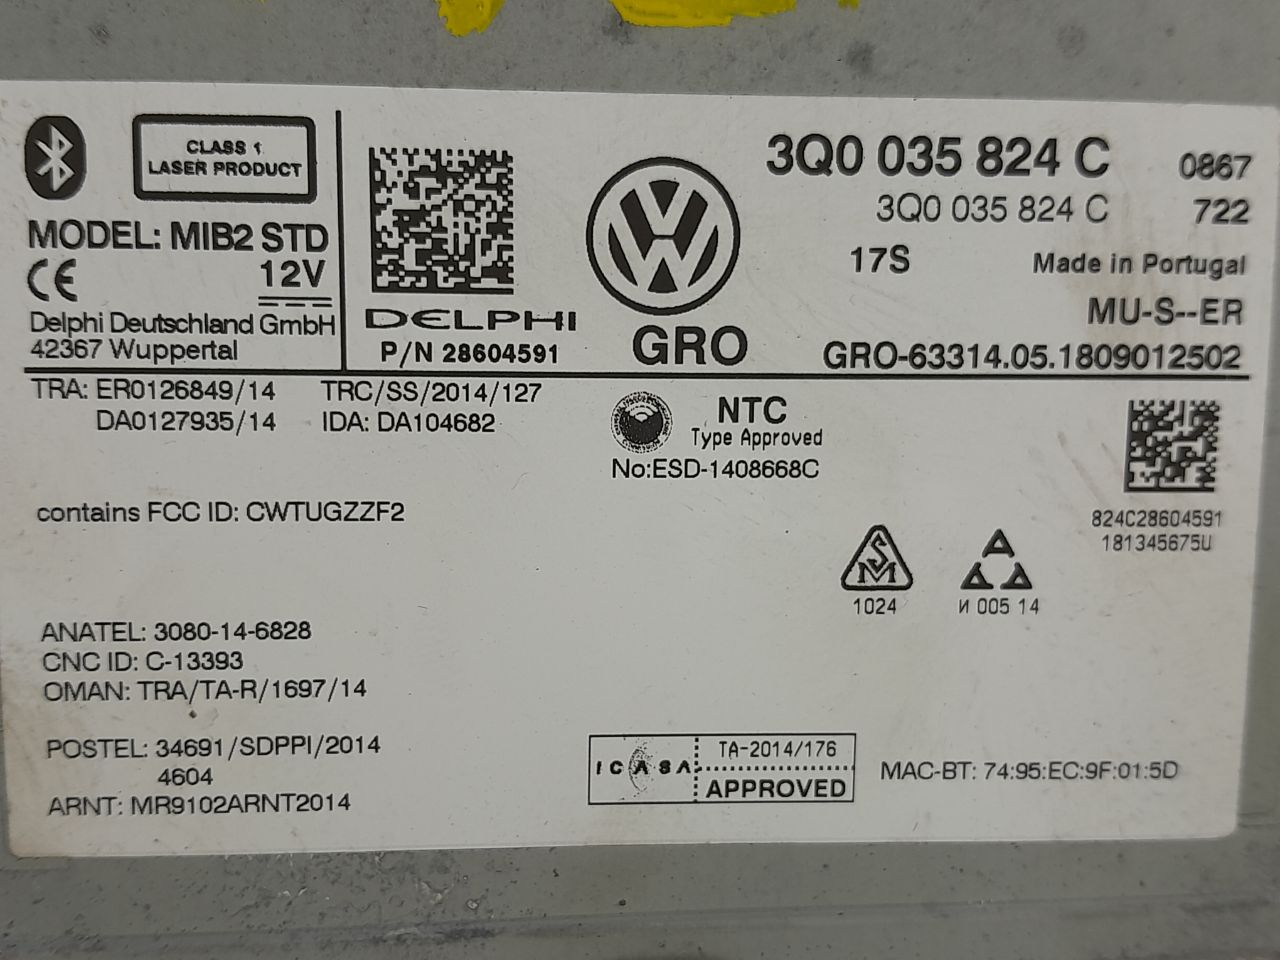 CLASS 1
LASER PRODUCT
MODEL: MIB2 STD
CE 12V
Delphi Deutschland GmbH
42367 Wuppertal
DELPHI
P/N 28604591
GRO
3Q0 035 824 C 0867
3Q0 035 824 C 722
17S Made in Portugal
MU-S--ER
GRO-63314.05.1809012502
TRA: ER0126849/14 TRC/SS/2014/127
DA0127935/14 IDA: DA104682
NTC
Type Approved
No:ESD-1408668C
contains FCC ID: CWTUGZZF2
824C28604591
181345675U
SM
1024
И 005 14
ANATEL: 3080-14-6828
CNC ID: C-13393
OMAN: TRA/TA-R/1697/14
POSTEL: 34691/SDPPI/2014
4604
ARNT: MR9102ARNT2014
ICASA TA-2014/176
APPROVED
MAC-BT: 74:95:EC:9F:01:5D